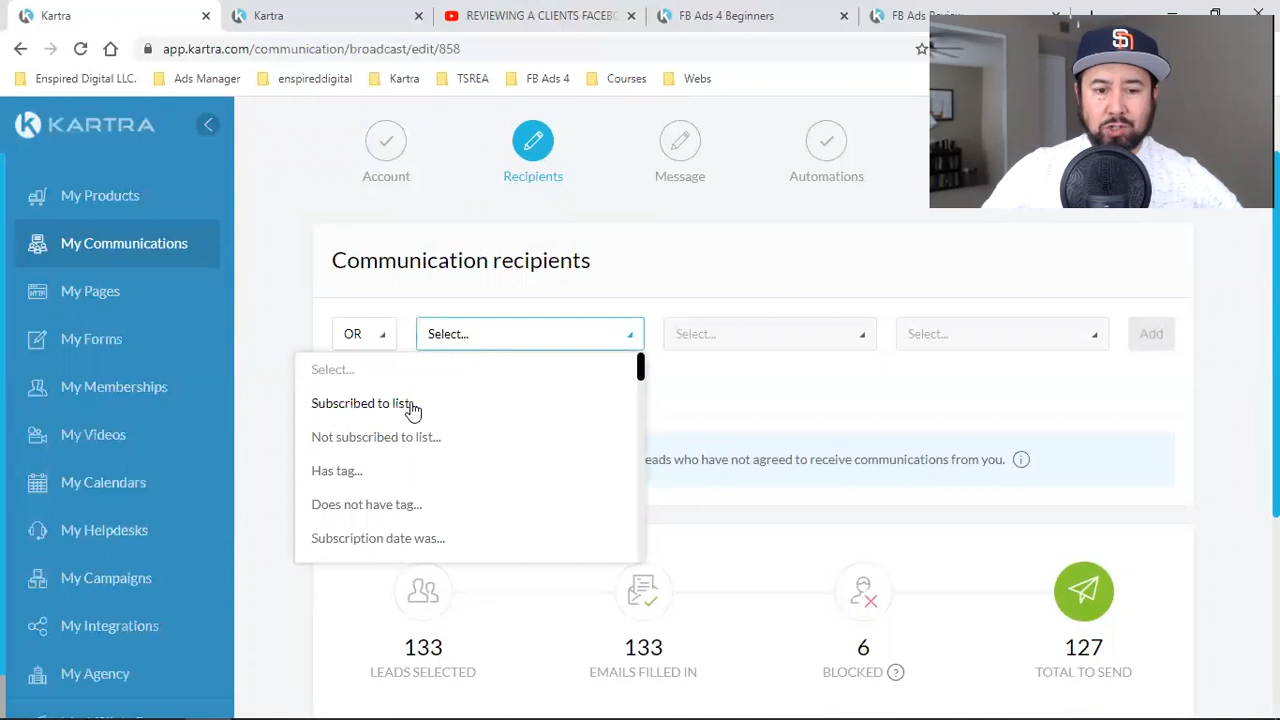 Kartra
Kartra
REVIEWING A CLIENTS FACEBC
FB Ads 4 Beginners
FB Ads Review
app.kartra.com/communication/broadcast/edit/858
Enspired Digital LLC.
Ads Manager
enspireddigital
Kartra
TSREA
FB Ads 4
Courses
Webs
KARTRA
Account
Recipients
Message
Automations
My Products
My Communications
My Pages
My Forms
My Memberships
My Videos
My Calendars
My Helpdesks
My Campaigns
My Integrations
My Agency
Communication recipients
OR
Select...
Select...
Select...
Add
Select...
Subscribed to list...
Not subscribed to list...
Has tag...
Does not have tag...
Subscription date was...
eads who have not agreed to receive communications from you.
133
LEADS SELECTED
133
EMAILS FILLED IN
6
BLOCKED ?
127
TOTAL TO SEND